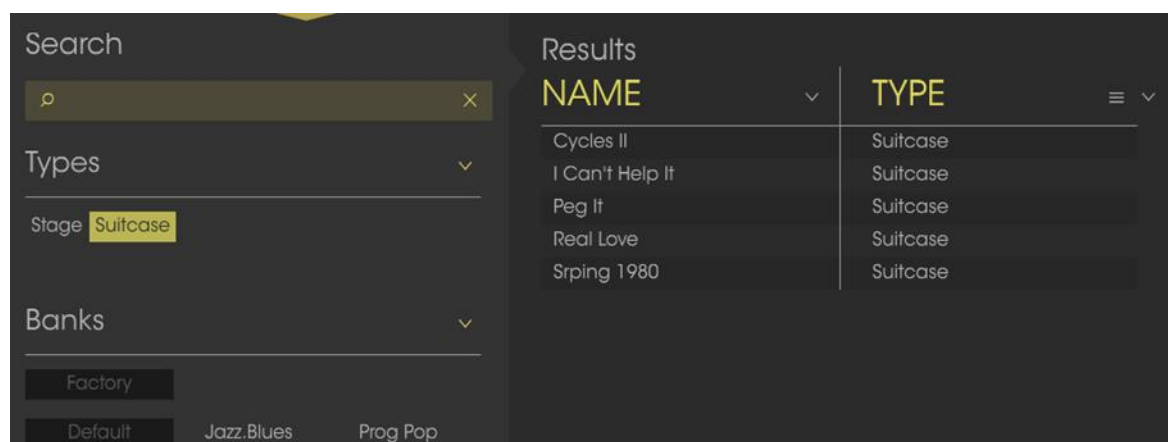 Search
Types
Stage Suitcase
Banks
Factory
Default Jazz.Blues Prog Pop
Results
NAME TYPE
Cycles II Suitcase
I Can't Help It Suitcase
Peg It Suitcase
Real Love Suitcase
Srping 1980 Suitcase